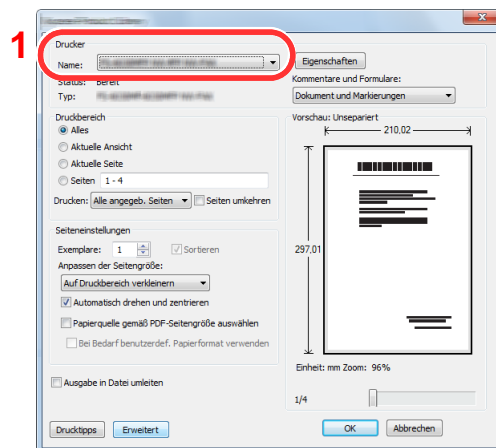 1
Drucker
Name:
Eigenschaften
Status: Bereit
Kommentare und Formulare:
Typ:
Dokument und Markierungen
Druckbereich
Vorschau: Unsepariert
Alles
210,02
Aktuelle Ansicht
Aktuelle Seite
Seiten 1 - 4
Drucken: Alle angegeb. Seiten Seiten umkehren
Seiteneinstellungen
Exemplare: 1 Sortieren
297,01
Anpassen der Seitengröße:
Auf Druckbereich verkleinern
Automatisch drehen und zentrieren
Papierquelle gemäß PDF-Seitengröße auswählen
Bei Bedarf benutzerdef. Papierformat verwenden
Einheit: mm Zoom: 96%
Ausgabe in Datei umleiten
1/4
Drucktipps Erweitert OK Abbrechen